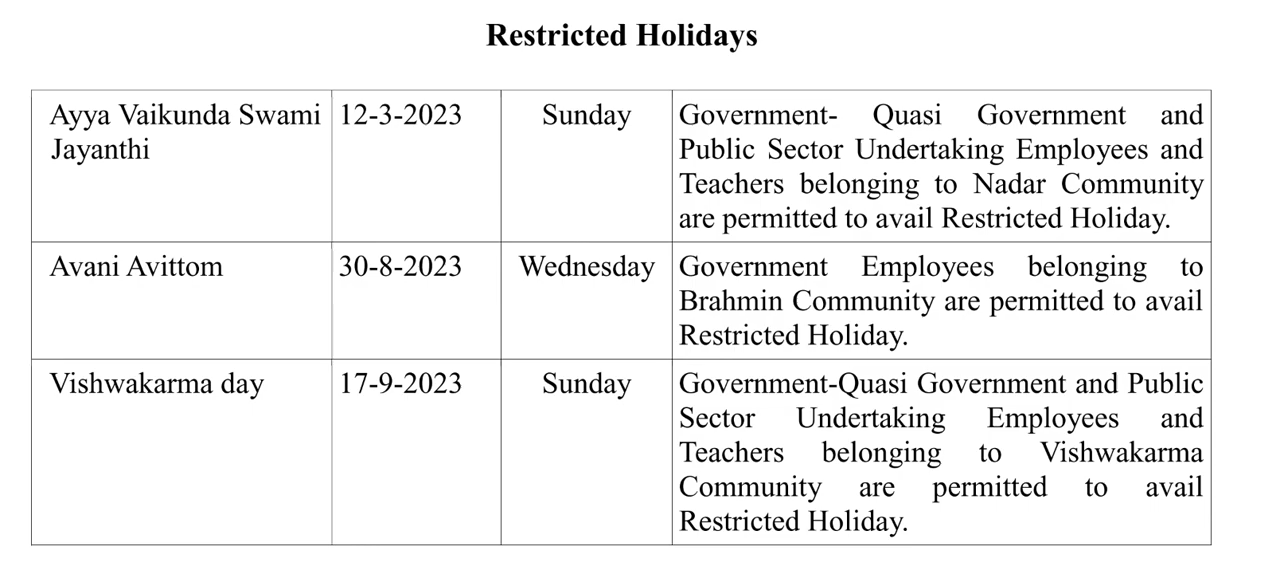 Restricted Holidays
Ayya Vaikunda Swami
Jayanthi
12-3-2023
Sunday
Government- Quasi Government and
Public Sector Undertaking Employees and
Teachers belonging to Nadar Community
are permitted to avail Restricted Holiday.
Avani Avittom
30-8-2023
Wednesday
Government Employees belonging to
Brahmin Community are permitted to avail
Restricted Holiday.
Vishwakarma day
17-9-2023
Sunday
Government-Quasi Government and Public
Sector Undertaking Employees and
Teachers belonging to Vishwakarma
Community are permitted to avail
Restricted Holiday.